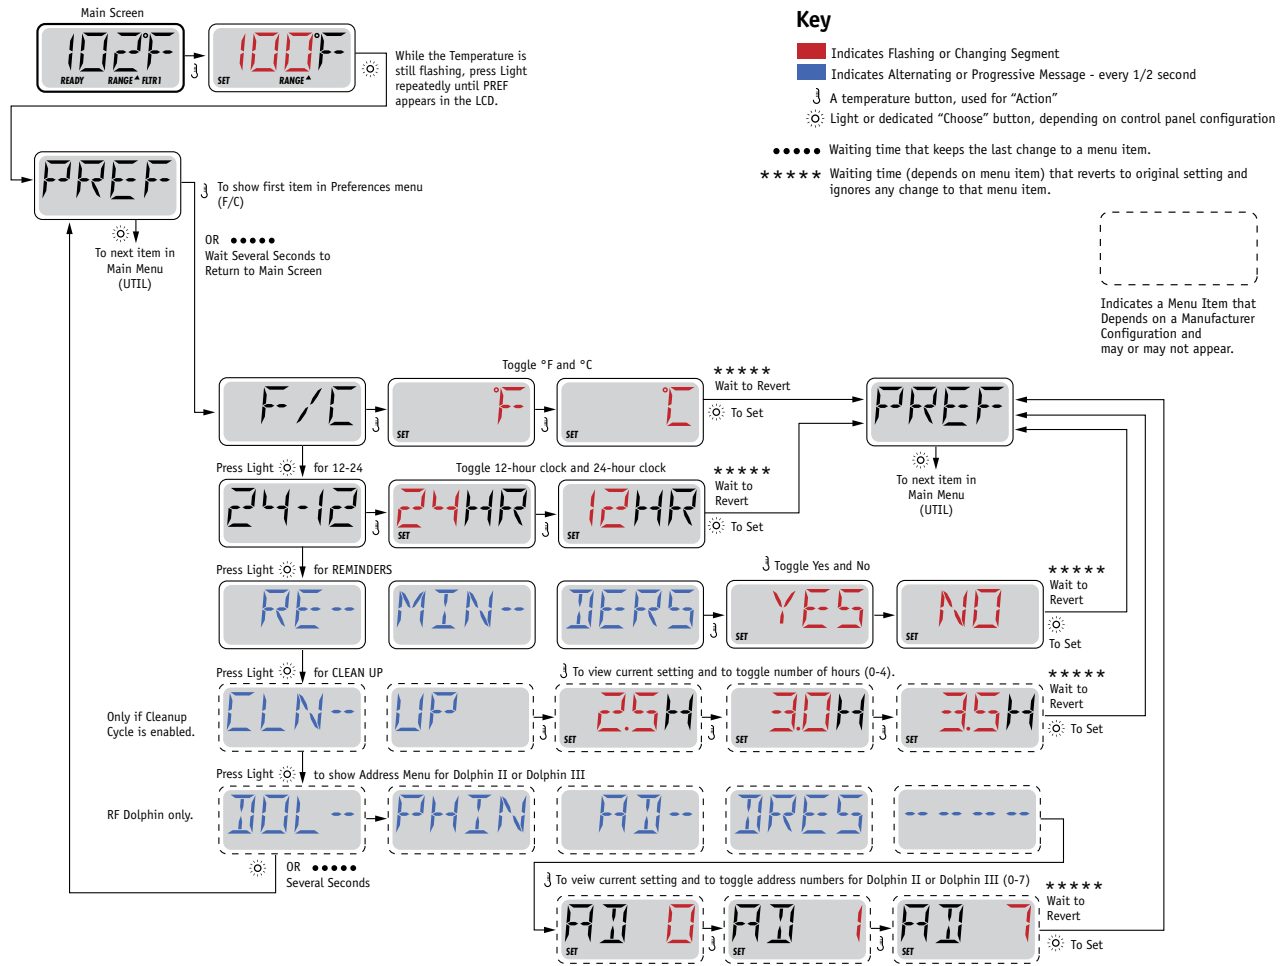 Main Screen
102°F
READY RANGE FLTR1
100°F
SET RANGE
While the Temperature is
still flashing, press Light
repeatedly until PREF
appears in the LCD.
Key
Indicates Flashing or Changing Segment
Indicates Alternating or Progressive Message - every 1/2 second
A temperature button, used for “Action”
Light or dedicated “Choose” button, depending on control panel configuration
••••• Waiting time that keeps the last change to a menu item.
***** Waiting time (depends on menu item) that reverts to original setting and
ignores any change to that menu item.
Indicates a Menu Item that
Depends on a Manufacturer
Configuration and
may or may not appear.
PREF
To show first item in Preferences menu
(F/C)
OR •••••
Wait Several Seconds to
Return to Main Screen
To next item in
Main Menu
(UTIL)
Toggle °F and °C
F/C
°F
SET
°C
SET
*****
Wait to Revert
To Set
PREF
To next item in
Main Menu
(UTIL)
Press Light for 12-24
Toggle 12-hour clock and 24-hour clock
24-12
24HR
SET
12HR
SET
*****
Wait to
Revert
To Set
Press Light for REMINDERS
Toggle Yes and No
RE-- MIN-- DERS
YES
SET
NO
SET
*****
Wait to
Revert
To Set
Press Light for CLEAN UP
To view current setting and to toggle number of hours (0-4).
Only if Cleanup
Cycle is enabled.
CLN-- UP
2.5H
SET
3.0H
SET
3.5H
SET
*****
Wait to
Revert
To Set
Press Light to show Address Menu for Dolphin II or Dolphin III
RF Dolphin only.
DOL-- PHIN AD-- DRES -----
OR •••••
Several Seconds
To veiw current setting and to toggle address numbers for Dolphin II or Dolphin III (0-7)
AD 0
SET
AD 1
SET
AD 7
SET
*****
Wait to
Revert
To Set